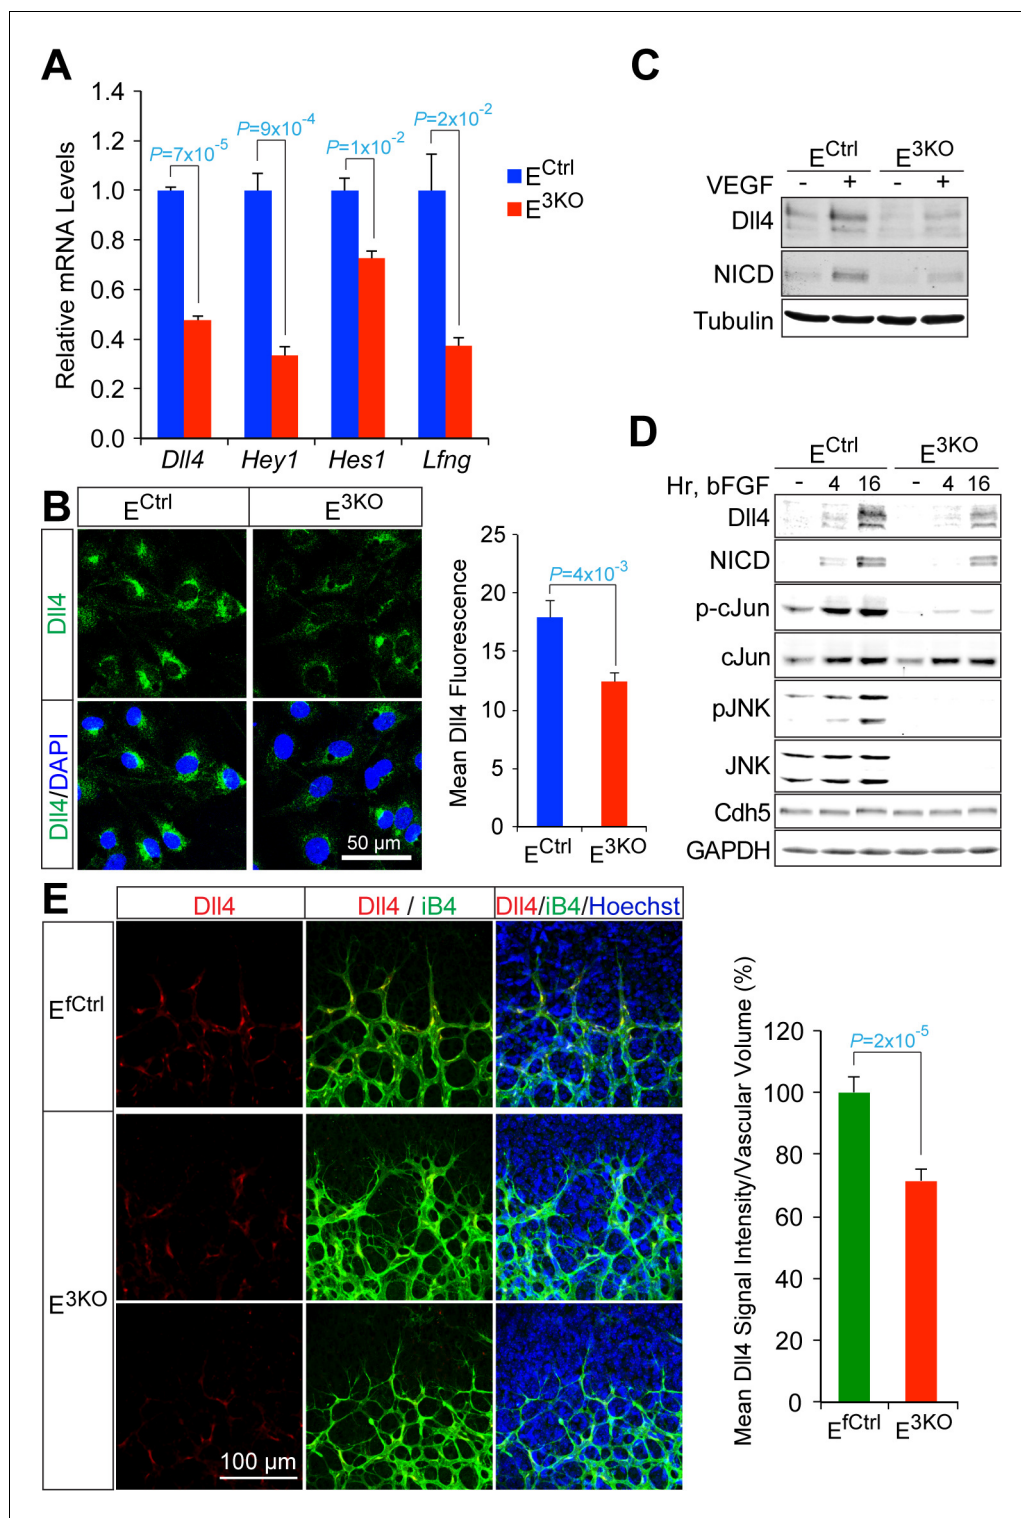 A
1.4
1.2
1.0
0.8
0.6
0.4
0.2
0.0
Relative mRNA Levels
P=7x10-5
P=9x10-4
P=1x10-2
P=2x10-2
Dll4 Hey1 Hes1 Lfng
ECtrl
E3KO
B
ECtrl E3KO
Dll4
Dll4/DAPI
50 µm
25
20
15
10
5
0
Mean Dll4 Fluorescence
P=4x10-3
ECtrl E3KO
C
ECtrl E3KO
VEGF - + - +
Dll4
NICD
Tubulin
D
ECtrl E3KO
Hr, bFGF - 4 16 - 4 16
Dll4
NICD
p-cJun
cJun
pJNK
JNK
Cdh5
GAPDH
E
Dll4 Dll4 / iB4 Dll4/iB4/Hoechst
EfCtrl
E3KO
100 µm
120
100
80
60
40
20
0
Mean Dll4 Signal Intensity/Vascular Volume (%)
P=2x10-5
EfCtrl E3KO